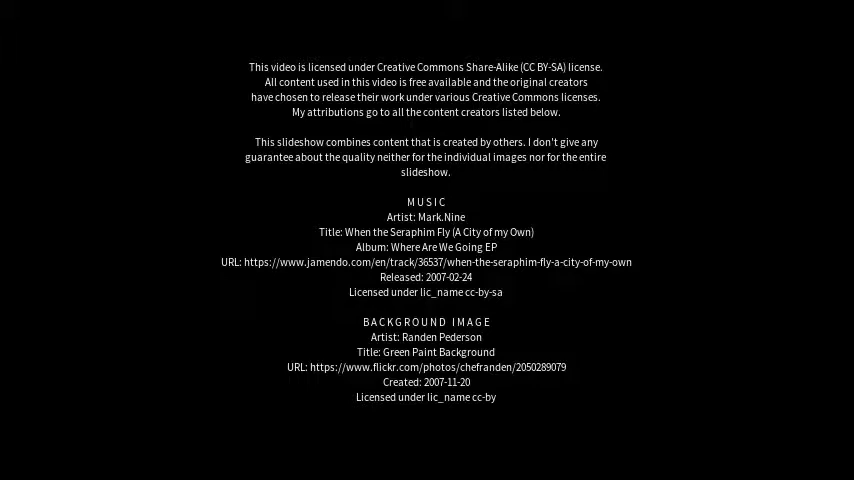 This video is licensed under Creative Commons Share-Alike (CC BY-SA) license.
All content used in this video is free available and the original creators
have chosen to release their work under various Creative Commons licenses.
My attributions go to all the content creators listed below.
This slideshow combines content that is created by others. I don't give any
guarantee about the quality neither for the individual images nor for the entire
slideshow.
MUSIC
Artist: Mark.Nine
Title: When the Seraphim Fly (A City of my Own)
Album: Where Are We Going EP
URL: https://www.jamendo.com/en/track/36537/when-the-seraphim-fly-a-city-of-my-own
Released: 2007-02-24
Licensed under lic_name cc-by-sa
BACKGROUND IMAGE
Artist: Randen Pederson
Title: Green Paint Background
URL: https://www.flickr.com/photos/chefranden/2050289079
Created: 2007-11-20
Licensed under lic_name cc-by